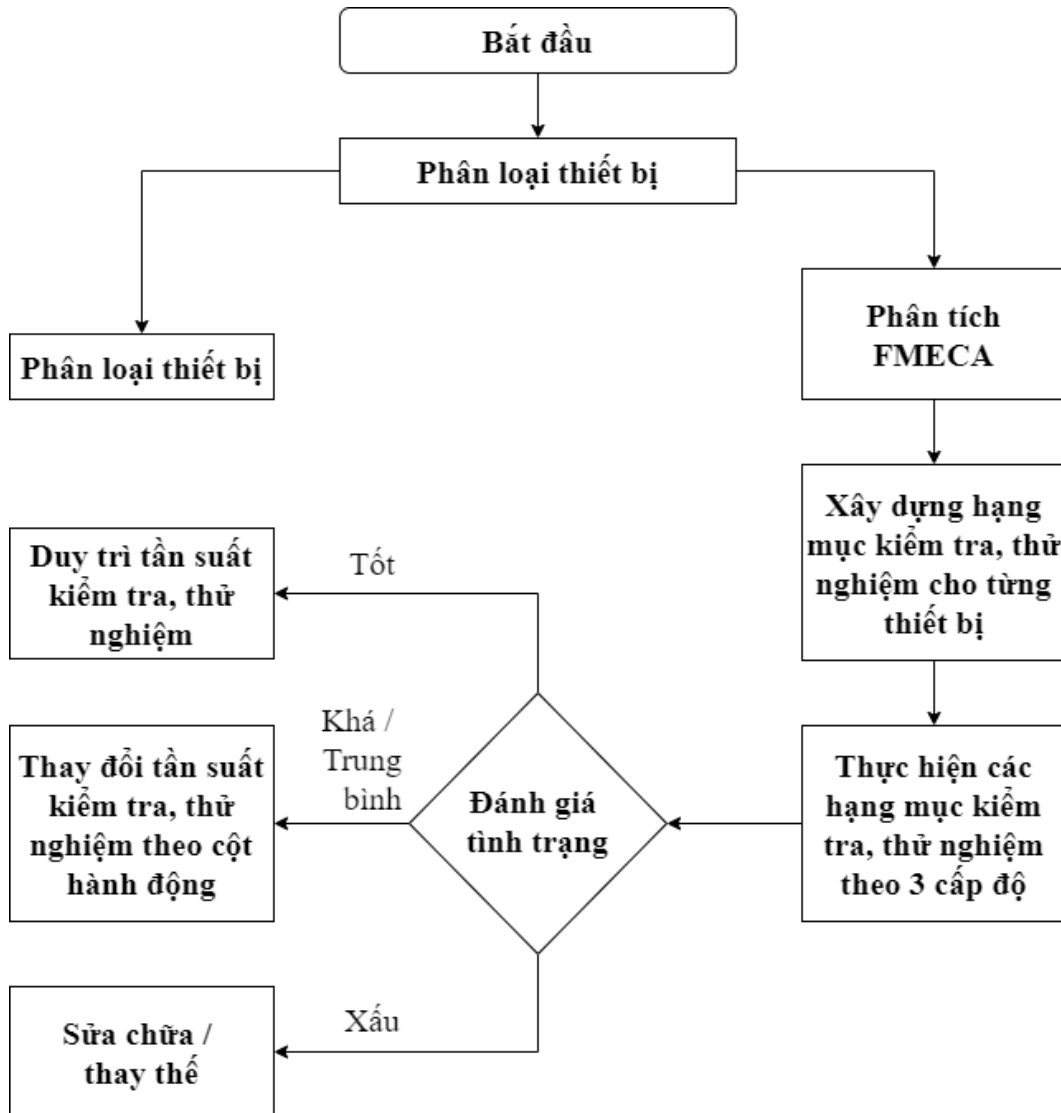 Bắt đầu
Phân loại thiết bị
Phân tích
FMECA
Phân loại thiết bị
Xây dựng hạng
mục kiểm tra, thử
nghiệm cho từng
thiết bị
Duy trì tần suất
kiểm tra, thử
nghiệm
Tốt
Khá /
Trung
bình
Thay đổi tần suất
kiểm tra, thử
nghiệm theo cột
hành động
Đánh giá
tình trạng
Thực hiện các
hạng mục kiểm
tra, thử nghiệm
theo 3 cấp độ
Xấu
Sửa chữa /
thay thế